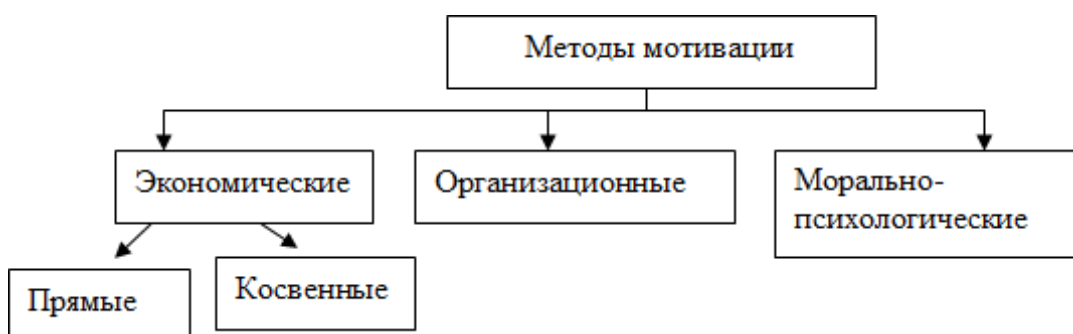 Методы мотивации
Экономические
Организационные
Морально-
психологические
Прямые
Косвенные